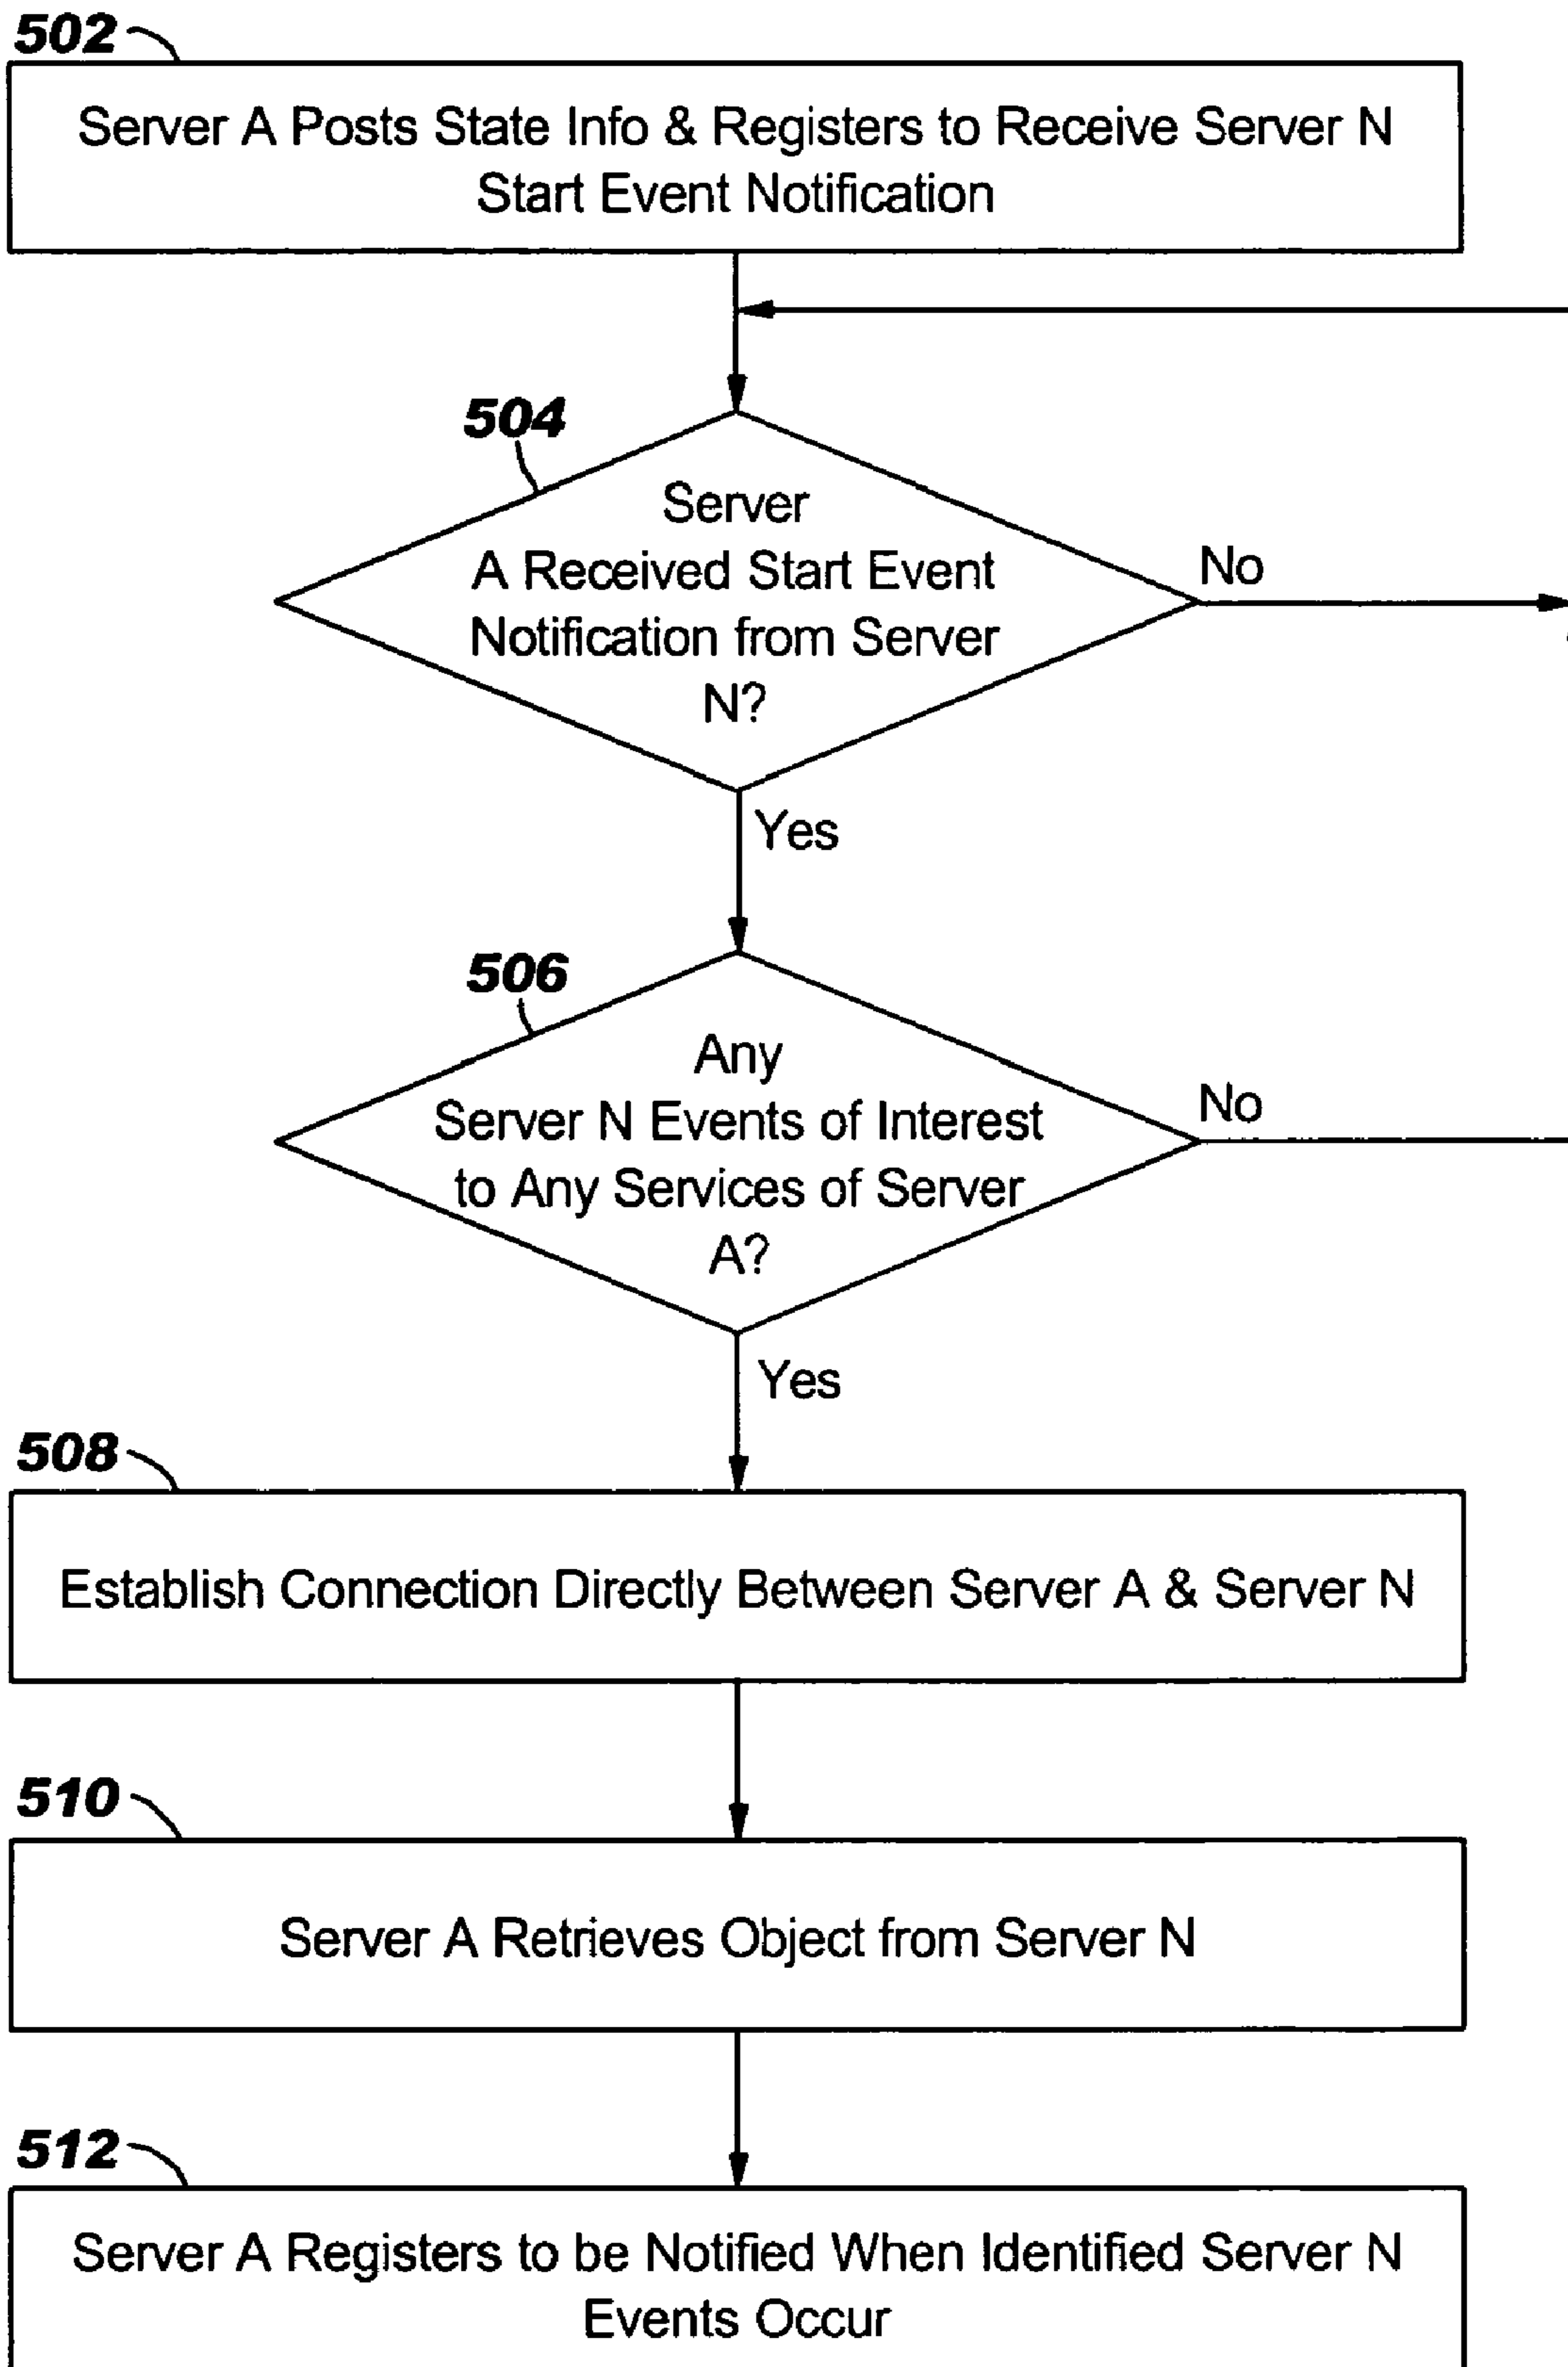 502
Server A Posts State Info & Registers to Receive Server N
Start Event Notification
504
Server
A Received Start Event
Notification from Server
N?
No
Yes
506
Any
Server N Events of Interest
to Any Services of Server
A?
No
Yes
508
Establish Connection Directly Between Server A & Server N
510
Server A Retrieves Object from Server N
512
Server A Registers to be Notified When Identified Server N
Events Occur